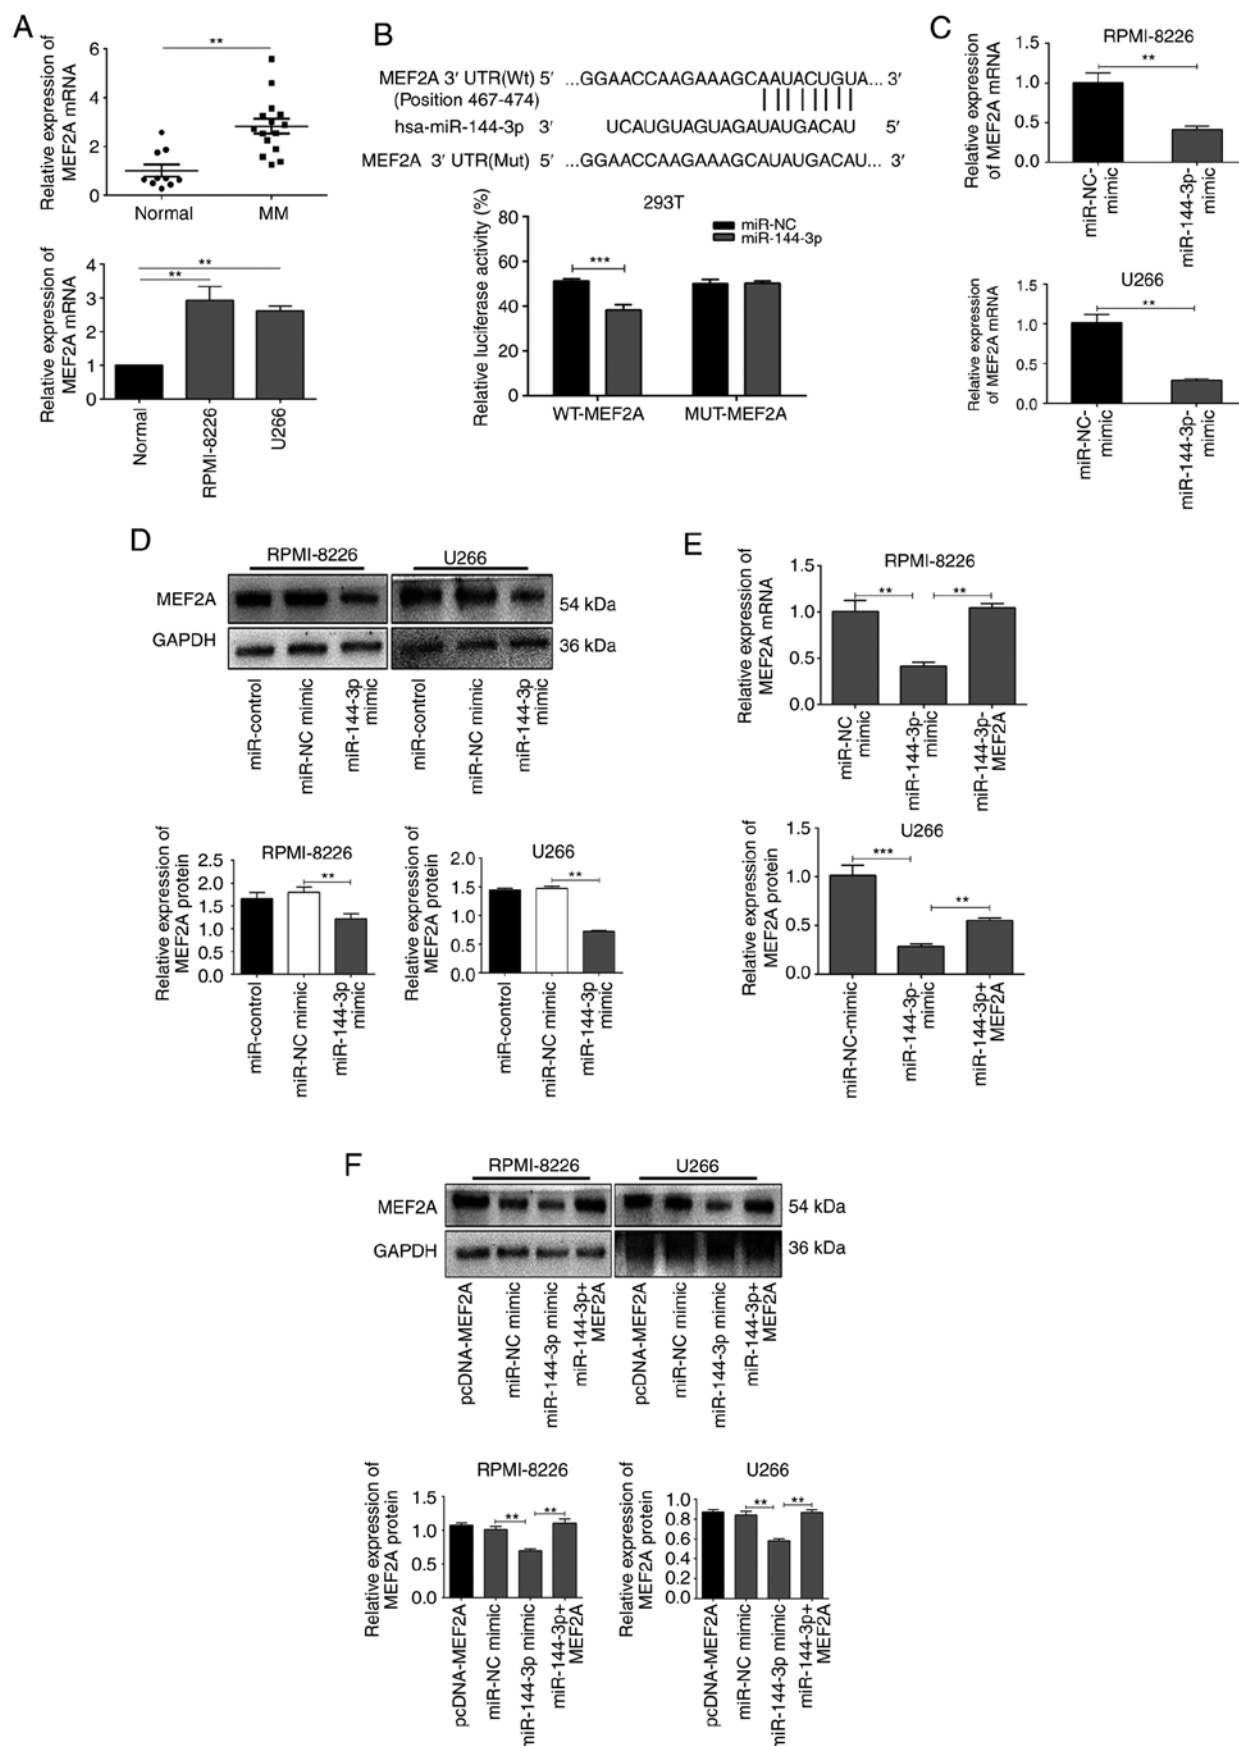 A
Relative expression of
MEF2A mRNA
6
4
2
0
**
Normal
MM
Relative expression of
MEF2A mRNA
4
3
2
1
0
**
**
Normal
RPMI-8226
U266
B
MEF2A 3′ UTR(Wt) 5′ ...GGAACCAAGAAAGCAAUACUGUA... 3′
(Position 467-474)
hsa-miR-144-3p 3′ UCAUGUAGUAGAUAUGACAU 5′
MEF2A 3′ UTR(Mut) 5′ ...GGAACCAAGAAAGCAUAUGACAU... 3′
293T
Relative luciferase activity (%)
80
60
40
20
0
miR-NC
miR-144-3p
***
WT-MEF2A
MUT-MEF2A
C
RPMI-8226
Relative expression
of MEF2A mRNA
1.5
1.0
0.5
0.0
**
miR-NC-
mimic
miR-144-3p-
mimic
U266
Relative expression
of MEF2A mRNA
1.5
1.0
0.5
0.0
**
miR-NC-
mimic
miR-144-3p-
mimic
D
RPMI-8226
U266
MEF2A
54 kDa
GAPDH
36 kDa
miR-control
miR-NC mimic
miR-144-3p
mimic
miR-control
miR-NC mimic
miR-144-3p
mimic
RPMI-8226
Relative expression of
MEF2A protein
2.5
2.0
1.5
1.0
0.5
0.0
**
miR-control
miR-NC mimic
miR-144-3p
mimic
U266
Relative expression of
MEF2A protein
2.0
1.5
1.0
0.5
0.0
**
miR-control
miR-NC mimic
miR-144-3p
mimic
E
RPMI-8226
Relative expression of
MEF2A mRNA
1.5
1.0
0.5
0.0
**
**
miR-NC
mimic
miR-144-3p-
mimic
miR-144-3p-
MEF2A
U266
Relative expression of
MEF2A protein
1.5
1.0
0.5
0.0
***
**
miR-NC-mimic
miR-144-3p-
mimic
miR-144-3p+
MEF2A
F
RPMI-8226
U266
MEF2A
54 kDa
GAPDH
36 kDa
pcDNA-MEF2A
miR-NC mimic
miR-144-3p mimic
miR-144-3p+
MEF2A
pcDNA-MEF2A
miR-NC mimic
miR-144-3p mimic
miR-144-3p+
MEF2A
RPMI-8226
Relative expression of
MEF2A protein
1.5
1.0
0.5
0.0
**
**
pcDNA-MEF2A
miR-NC mimic
miR-144-3p mimic
miR-144-3p+
MEF2A
U266
Relative expression of
MEF2A protein
1.0
0.8
0.6
0.4
0.2
0.0
**
**
pcDNA-MEF2A
miR-NC mimic
miR-144-3p mimic
miR-144-3p+
MEF2A